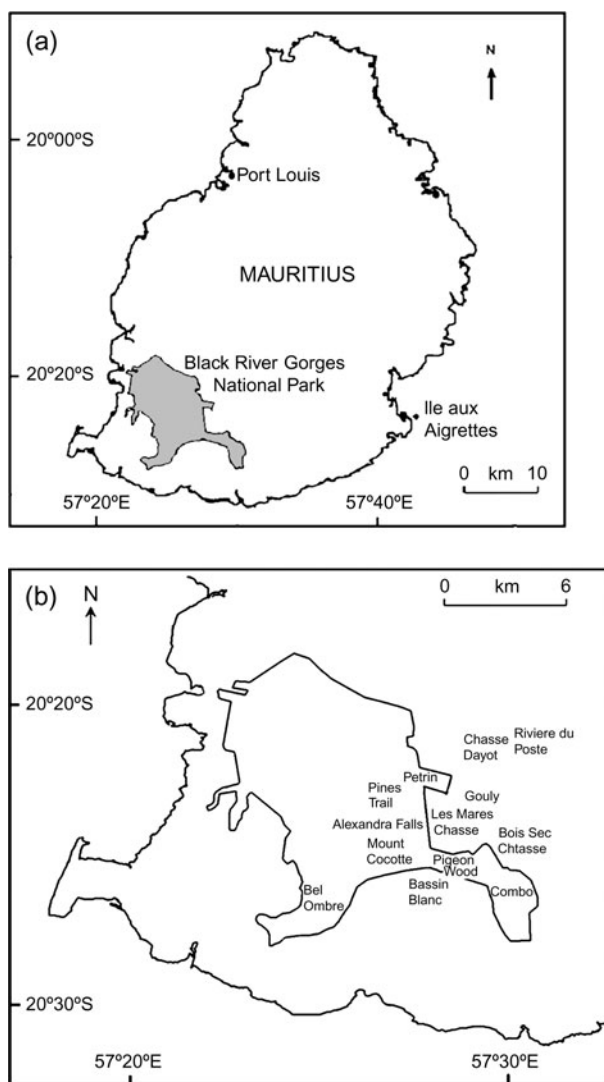 (a)
N
20°00'S
Port Louis
MAURITIUS
Black River Gorges
National Park
20°20'S
Ile aux
Aigrettes
0 km 10
57°20'E
57°40'E
(b)
N
0 km 6
20°20'S
Chasse
Dayot
Riviere du
Poste
Petrin
Pines
Trail
Gouly
Les Mares
Chasse
Alexandra Falls
Bois Sec
Chtasse
Mount
Cocotte
Pigeon
Wood
Bel
Ombre
Bassin
Blanc
Combo
20°30'S
57°20'E
57°30'E